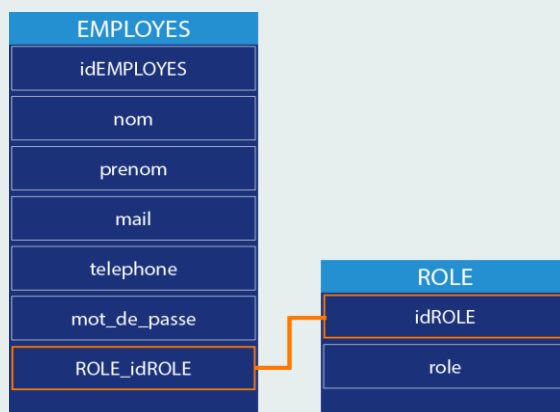 EMPLOYES
idEMPLOYES
nom
prenom
mail
telephone
mot_de_passe
ROLE_idROLE
ROLE
idROLE
role